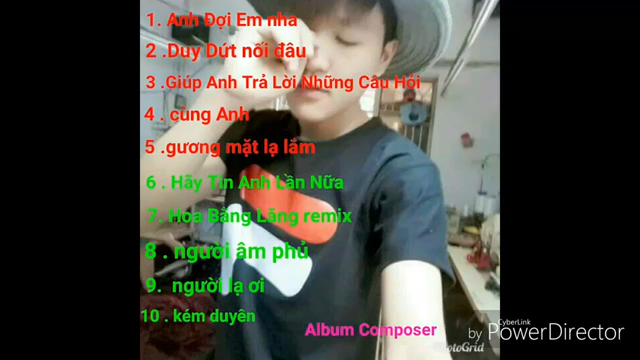 1. Anh Đợi Em nha
2 .Duy Dứt nối đâu
3 .Giúp Anh Trả Lời Những Câu Hỏi
4 . cùng Anh
5 .gương mặt lạ lắm
6 . Hãy Tin Anh Lần Nữa
7. Hoa Bằng Lăng remix
8 . người âm phủ
9. người lạ ơi
10 . kém duyên
Album Composer
CyberLink
by PowerDirector
PhotoGrid